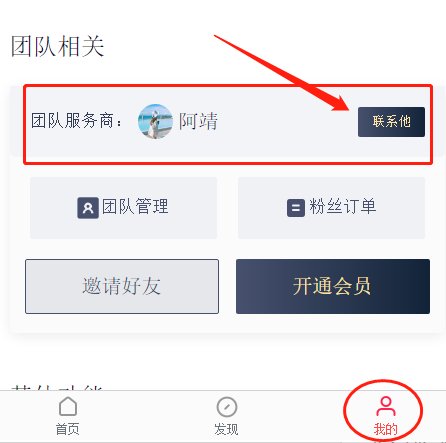 团队相关
团队服务商： 阿靖 联系他
团队管理 粉丝订单
邀请好友 开通会员
首页 发现 我的